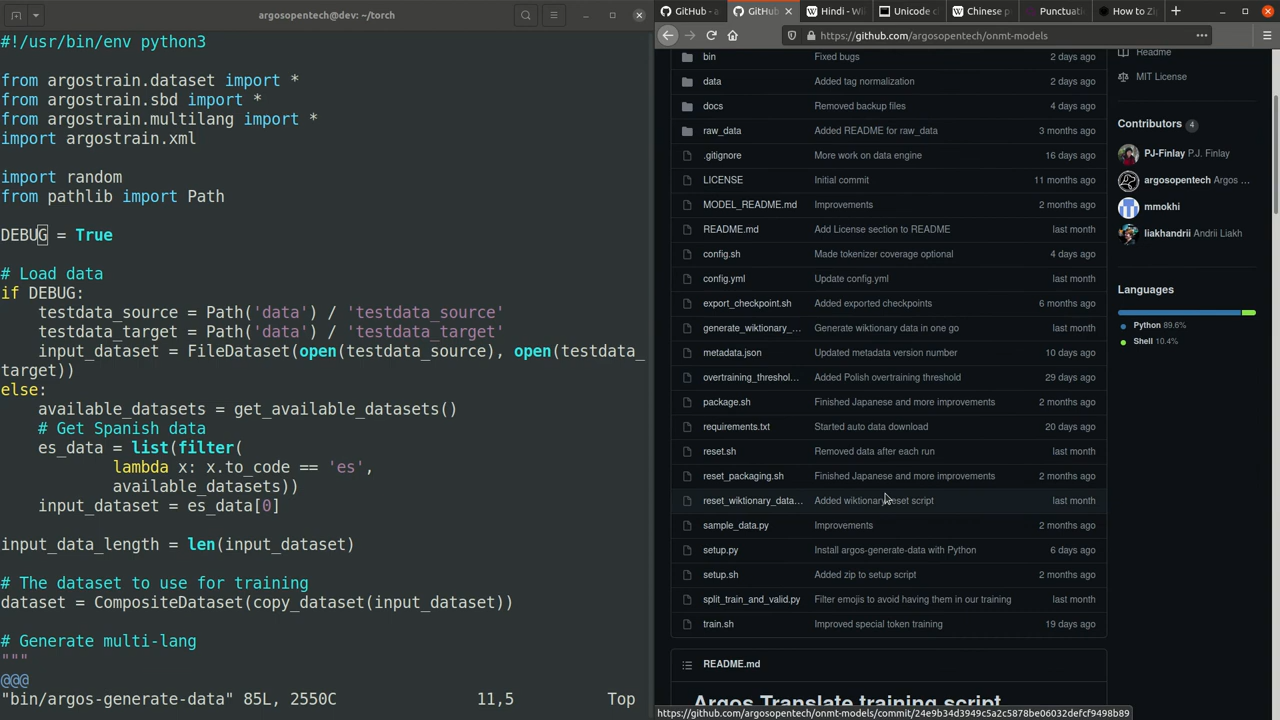 argosopentech@dev: ~/torch
#!/usr/bin/env python3
from argostrain.dataset import *
from argostrain.sbd import *
from argostrain.multilang import *
import argostrain.xml
import random
from pathlib import Path
DEBUG = True
# Load data
if DEBUG:
testdata_source = Path('data') / 'testdata_source'
testdata_target = Path('data') / 'testdata_target'
input_dataset = FileDataset(open(testdata_source), open(testdata_
target))
else:
available_datasets = get_available_datasets()
# Get Spanish data
es_data = list(filter(
lambda x: x.to_code == 'es',
available_datasets))
input_dataset = es_data[0]
input_data_length = len(input_dataset)
# The dataset to use for training
dataset = CompositeDataset(copy_dataset(input_dataset))
# Generate multi-lang
"""
@@@
"bin/argos-generate-data" 85L, 2550C 11,5 Top
GitHub - a GitHub Hindi - Wi Unicode c Chinese p Punctuati How to Zi
https://github.com/argosopentech/onmt-models
bin Fixed bugs 2 days ago
data Added tag normalization 2 days ago
docs Removed backup files 4 days ago
raw_data Added README for raw_data 3 months ago
.gitignore More work on data engine 16 days ago
LICENSE Initial commit 11 months ago
MODEL_README.md Improvements 2 months ago
README.md Add License section to README last month
config.sh Made tokenizer coverage optional 4 days ago
config.yml Update config.yml last month
export_checkpoint.sh Added exported checkpoints 6 months ago
generate_wiktionary_... Generate wiktionary data in one go last month
metadata.json Updated metadata version number 10 days ago
overtraining_threshol... Added Polish overtraining threshold 29 days ago
package.sh Finished Japanese and more improvements 2 months ago
requirements.txt Started auto data download 20 days ago
reset.sh Removed data after each run last month
reset_packaging.sh Finished Japanese and more improvements 2 months ago
reset_wiktionary_data... Added wiktionary reset script last month
sample_data.py Improvements 2 months ago
setup.py Install argos-generate-data with Python 6 days ago
setup.sh Added zip to setup script 2 months ago
split_train_and_valid.py Filter emojis to avoid having them in our training last month
train.sh Improved special token training 19 days ago
README.md
Argos Translate training script
Readme
MIT License
Contributors 4
PJ-Finlay P.J. Finlay
argosopentech Argos ...
mmokhi
liakhandrii Andrii Liakh
Languages
Python 89.6%
Shell 10.4%
https://github.com/argosopentech/onmt-models/commit/24e9b34d3949c5a2c5878be06032defcf9498b89